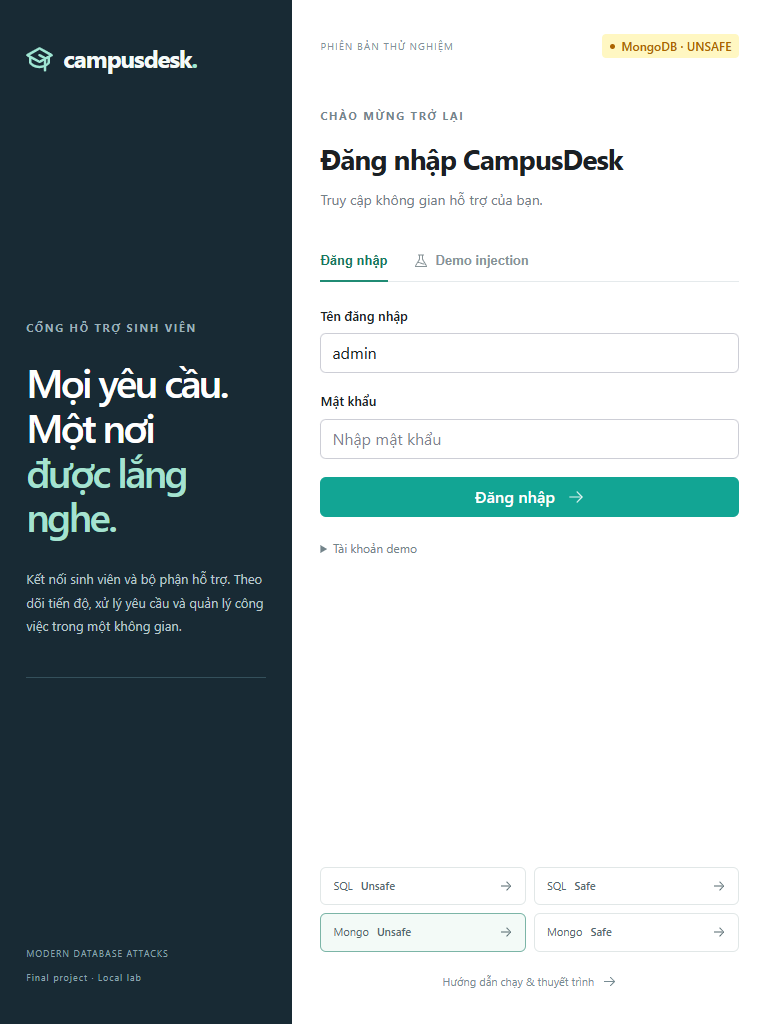 campusdesk.
CỔNG HỖ TRỢ SINH VIÊN
Mọi yêu cầu.
Một nơi
được lắng
nghe.
Kết nối sinh viên và bộ phận hỗ trợ. Theo
dõi tiến độ, xử lý yêu cầu và quản lý công
việc trong một không gian.
MODERN DATABASE ATTACKS
Final project · Local lab
PHIÊN BẢN THỬ NGHIỆM
MongoDB · UNSAFE
CHÀO MỪNG TRỞ LẠI
Đăng nhập CampusDesk
Truy cập không gian hỗ trợ của bạn.
Đăng nhập
Demo injection
Tên đăng nhập
admin
Mật khẩu
Nhập mật khẩu
Đăng nhập →
▶ Tài khoản demo
SQL Unsafe →
SQL Safe →
Mongo Unsafe →
Mongo Safe →
Hướng dẫn chạy & thuyết trình →